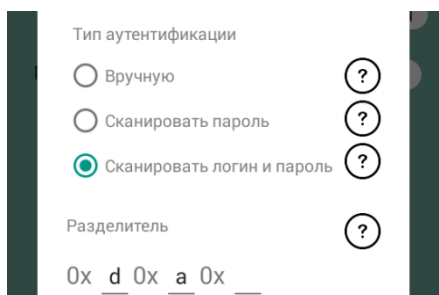 Тип аутентификации
Вручную ?
Сканировать пароль ?
Сканировать логин и пароль ?
Разделитель ?
0x d 0x a 0x